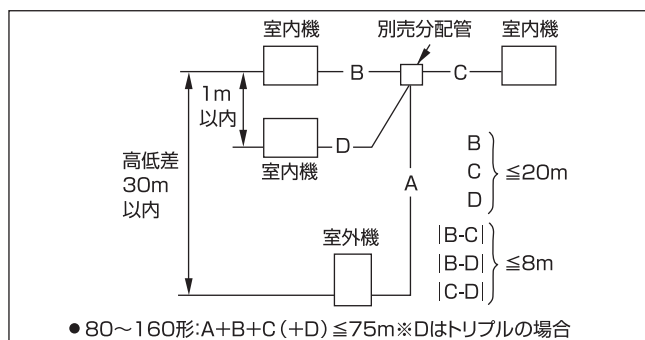 室内機
別売分配管
室内機
B
C
1m
以内
D
室内機
高低差
30m
以内
A
室外機
B
C
D
≦20m
|B-C|
|B-D|
|C-D|
≦8m
●80～160形:A+B+C(+D)≦75m※Dはトリプルの場合